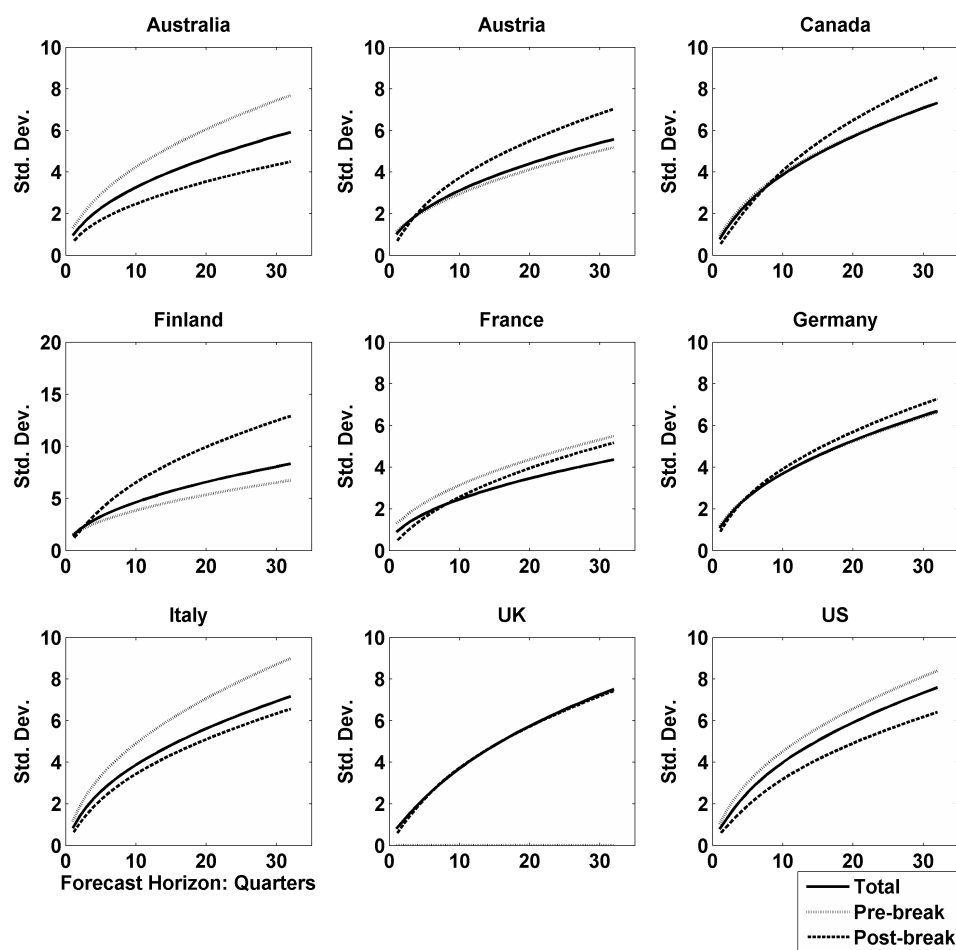 Australia
Austria
Canada
10
8
6
4
2
0
Std. Dev.
0 10 20 30
10
8
6
4
2
0
Std. Dev.
0 10 20 30
10
8
6
4
2
0
Std. Dev.
0 10 20 30
Finland
France
Germany
20
15
10
5
0
Std. Dev.
0 10 20 30
10
8
6
4
2
0
Std. Dev.
0 10 20 30
10
8
6
4
2
0
Std. Dev.
0 10 20 30
Italy
UK
US
10
8
6
4
2
0
Std. Dev.
0 10 20 30
Forecast Horizon: Quarters
10
8
6
4
2
0
Std. Dev.
0 10 20 30
10
8
6
4
2
0
Std. Dev.
0 10 20 30
Total
Pre-break
Post-break